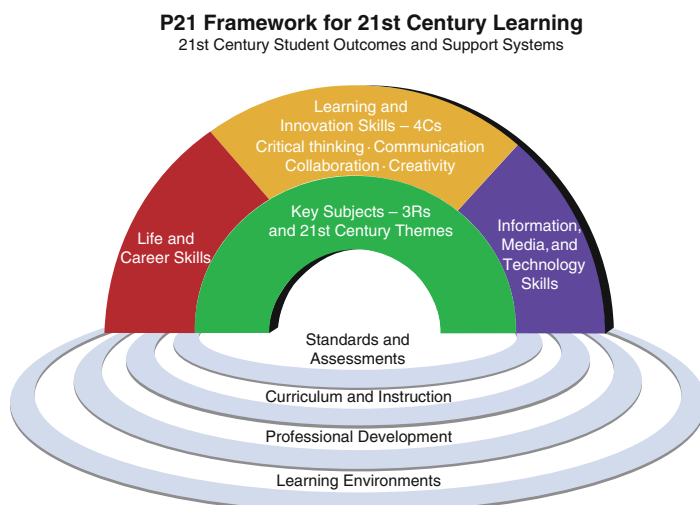 P21 Framework for 21st Century Learning
21st Century Student Outcomes and Support Systems
Learning and
Innovation Skills – 4Cs
Critical thinking · Communication
Collaboration · Creativity
Key Subjects – 3Rs
and 21st Century Themes
Life and
Career Skills
Information,
Media, and
Technology
Skills
Standards and
Assessments
Curriculum and Instruction
Professional Development
Learning Environments